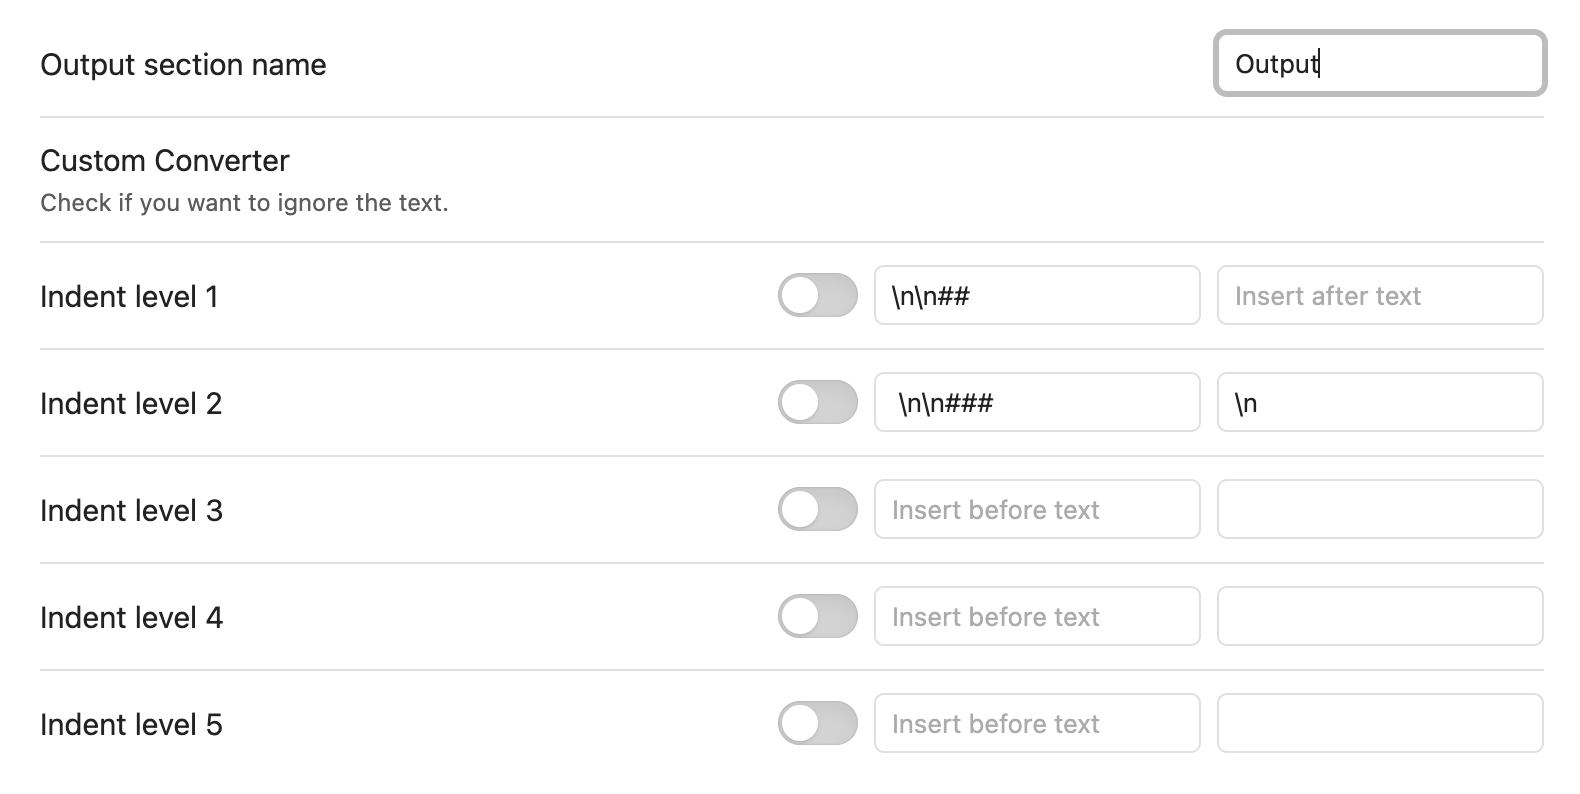 Output section name
Output
Custom Converter
Check if you want to ignore the text.
Indent level 1
\n\n##
Insert after text
Indent level 2
\n\n###
\n
Indent level 3
Insert before text
Indent level 4
Insert before text
Indent level 5
Insert before text